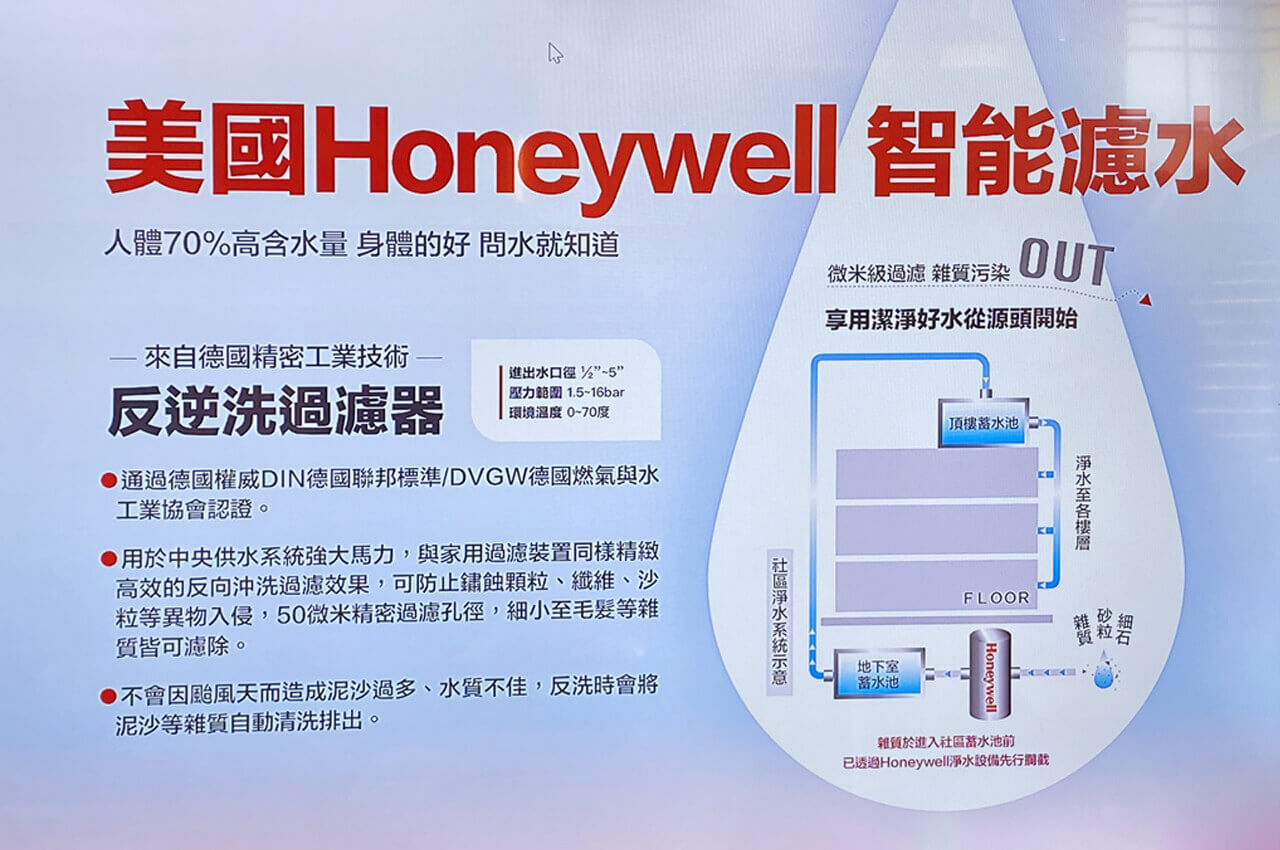 美國Honeywell 智能濾水
人體70%高含水量 身體的好 問水就知道
微米級過濾 雜質污染 OUT
享用潔淨好水從源頭開始
來自德國精密工業技術
反逆洗過濾器
進出水口徑 ½”~5”
壓力範圍 1.5~16bar
環境溫度 0~70度
●通過德國權威DIN德國聯邦標準/DVGW德國燃氣與水
工業協會認證。
●用於中央供水系統強大馬力，與家用過濾裝置同樣精緻
高效的反向沖洗過濾效果，可防止鏽蝕顆粒、纖維、沙
粒等異物入侵，50微米精密過濾孔徑，細小至毛髮等雜
質皆可濾除。
●不會因颱風天而造成泥沙過多、水質不佳，反洗時會將
泥沙等雜質自動清洗排出。
頂樓蓄水池
淨水至各樓層
FLOOR
社區淨水系統示意
地下室
蓄水池
Honeywell
雜質
砂粒
細石
雜質於進入社區蓄水池前
已透過Honeywell淨水設備先行攔截